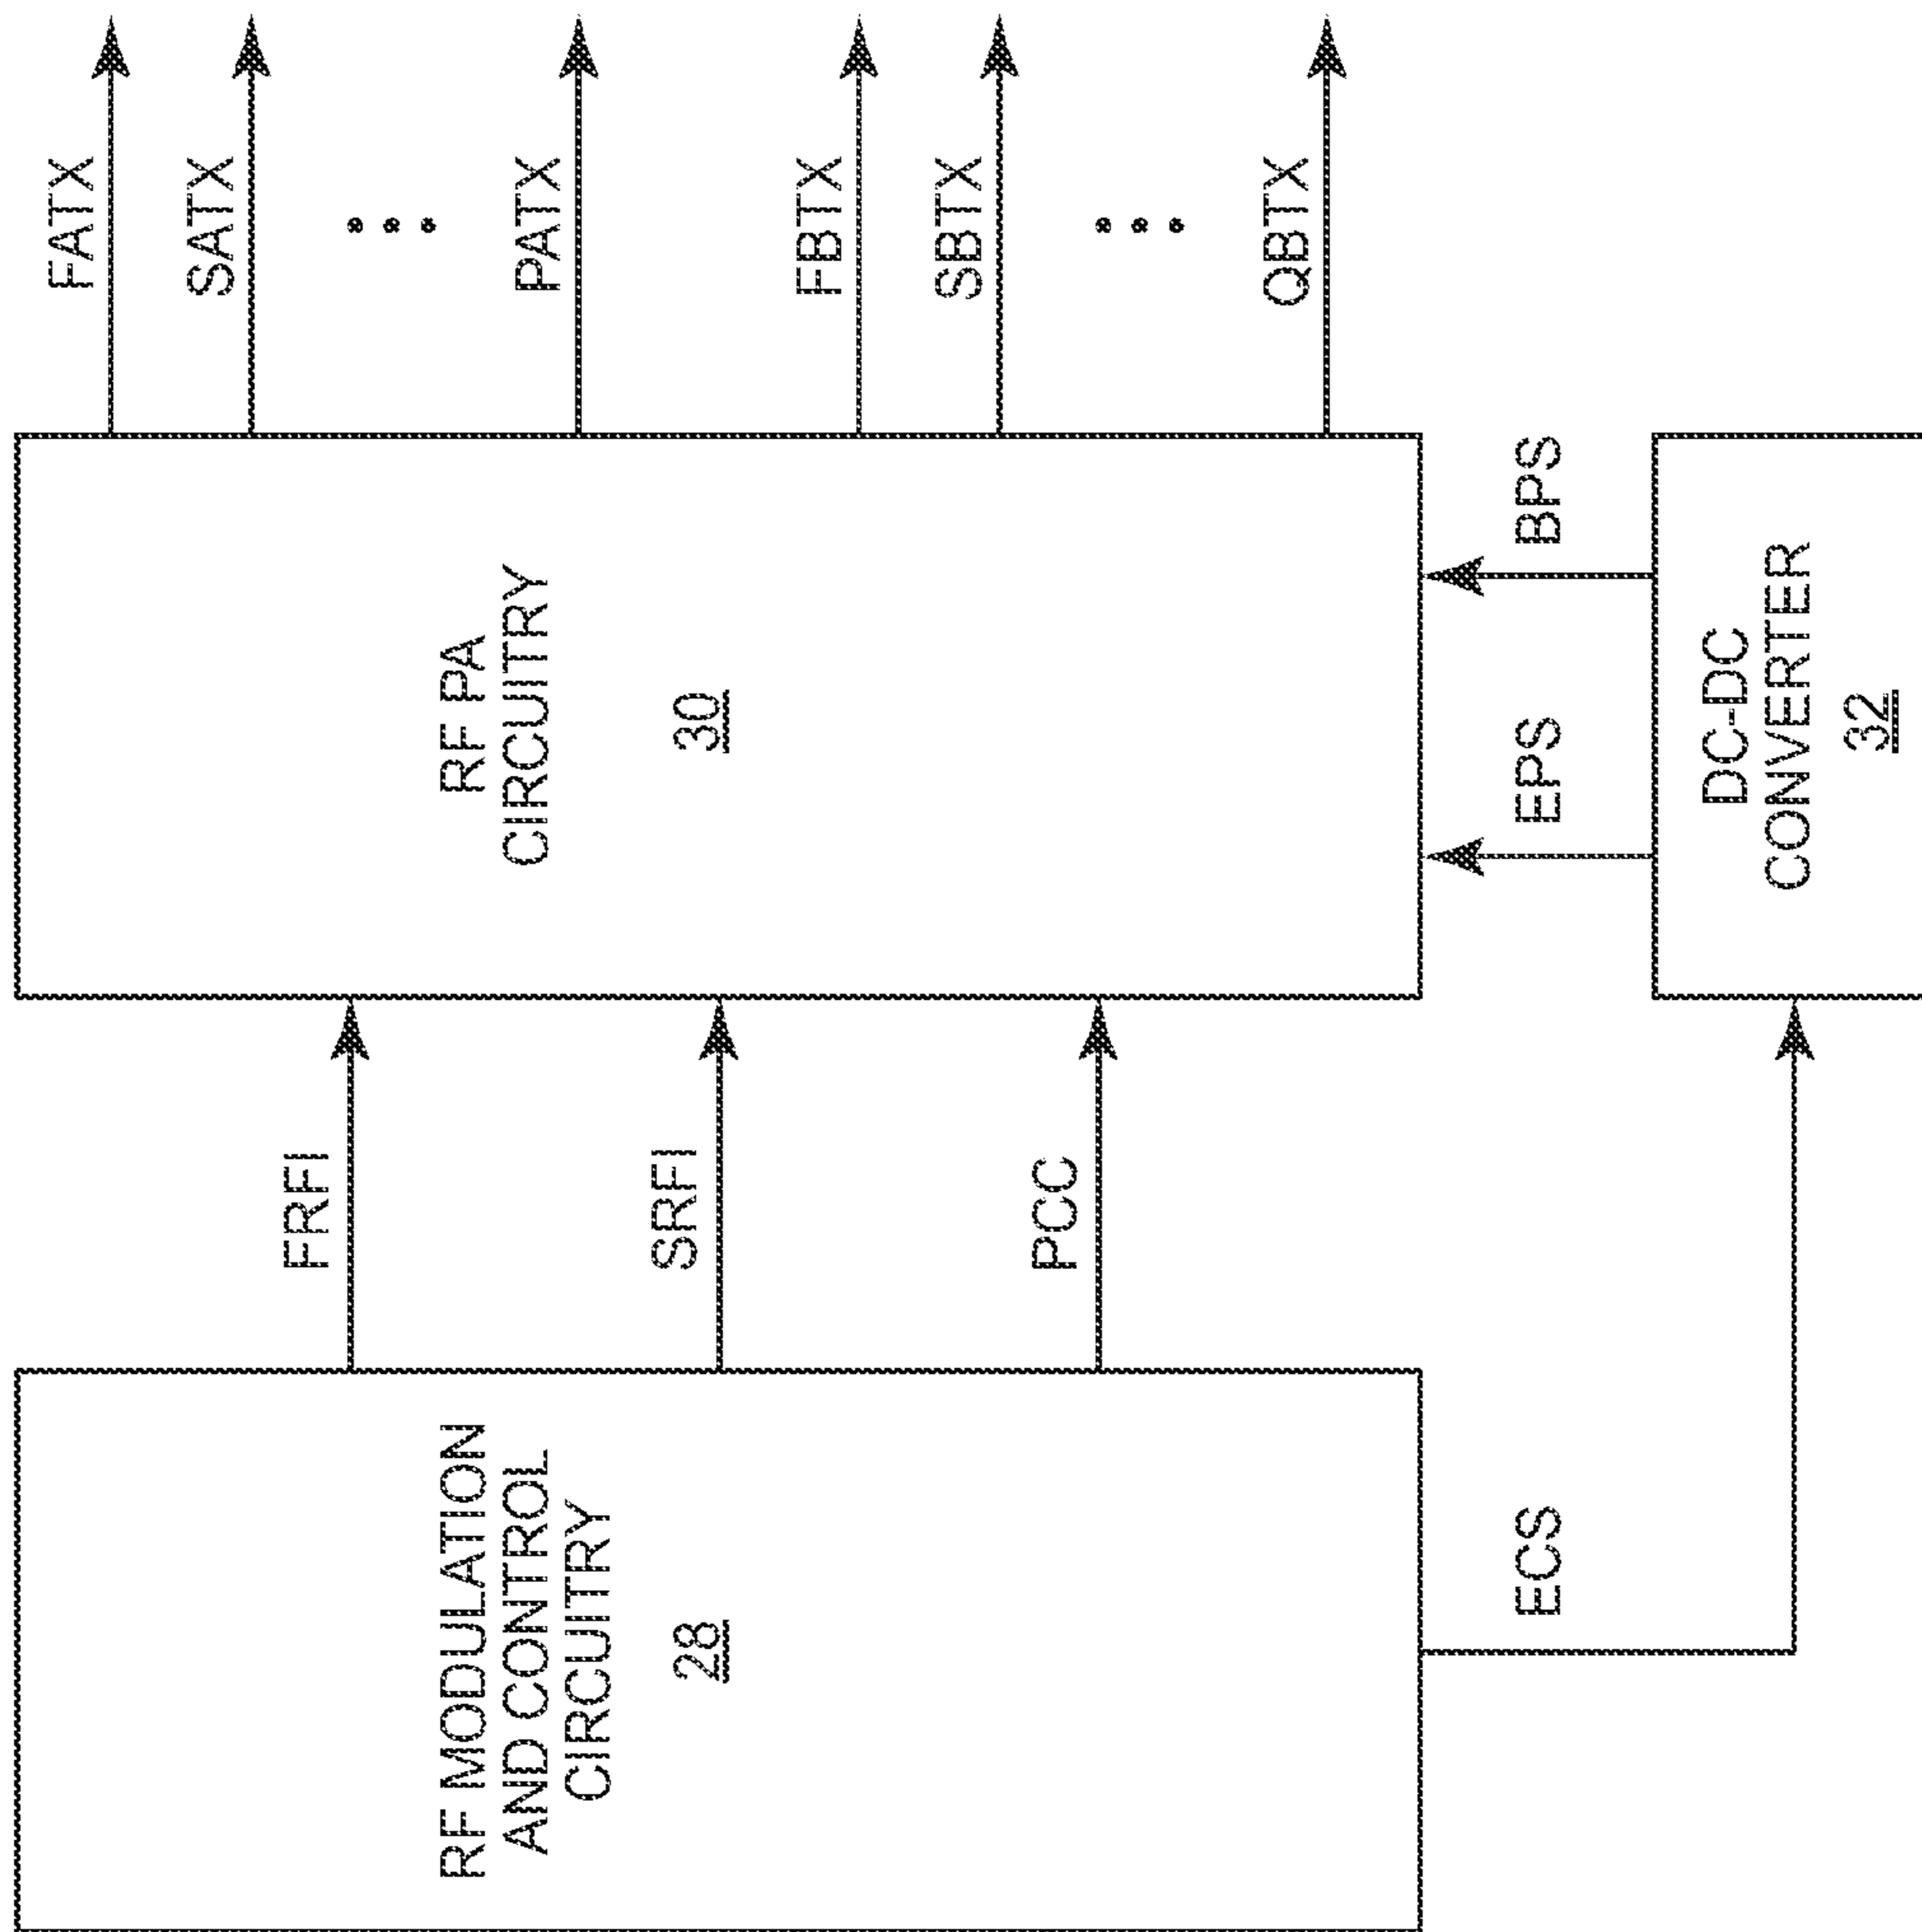 RF MODULATION
AND CONTROL
CIRCUITRY
28
FRFI
SRFI
PCC
ECS
RF PA
CIRCUITRY
30
EPS
BPS
DC-DC
CONVERTER
32
FATX
SATX
PATX
FBTX
SBTX
QBTX